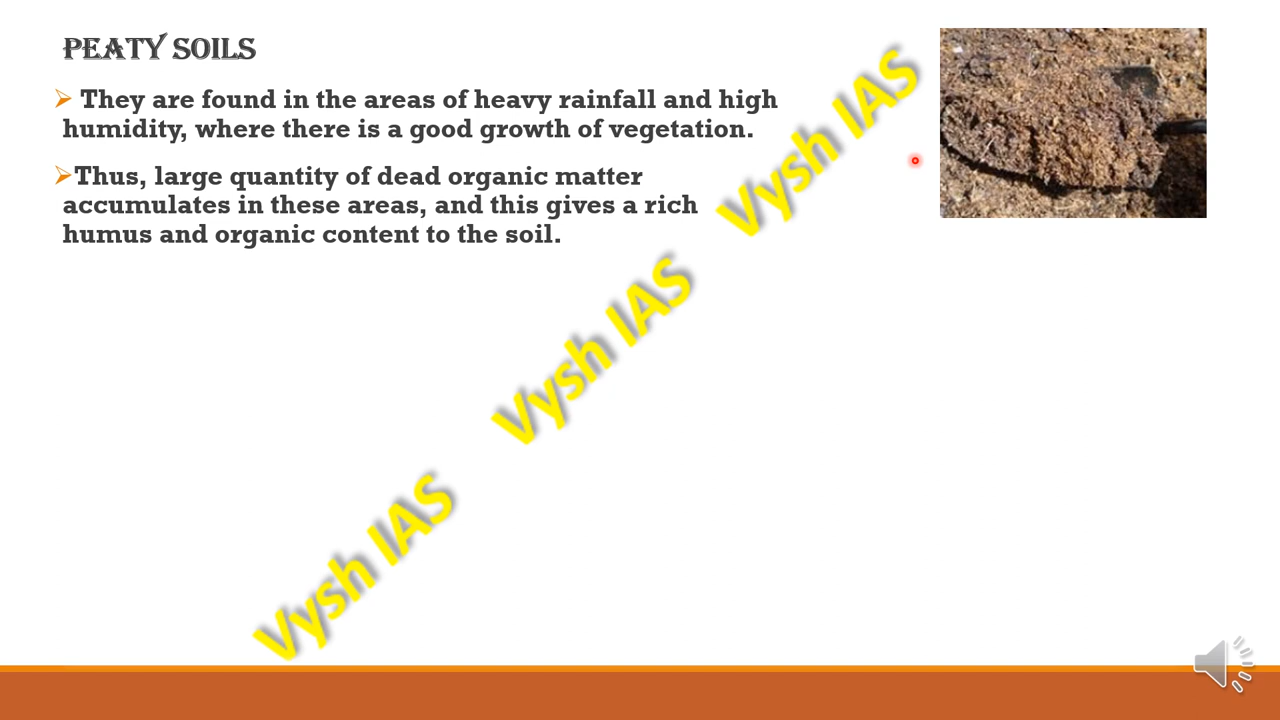 PEATY SOILS
They are found in the areas of heavy rainfall and high
humidity, where there is a good growth of vegetation.
Thus, large quantity of dead organic matter
accumulates in these areas, and this gives a rich
humus and organic content to the soil.
Vysh IAS
Vysh IAS
Vysh IAS